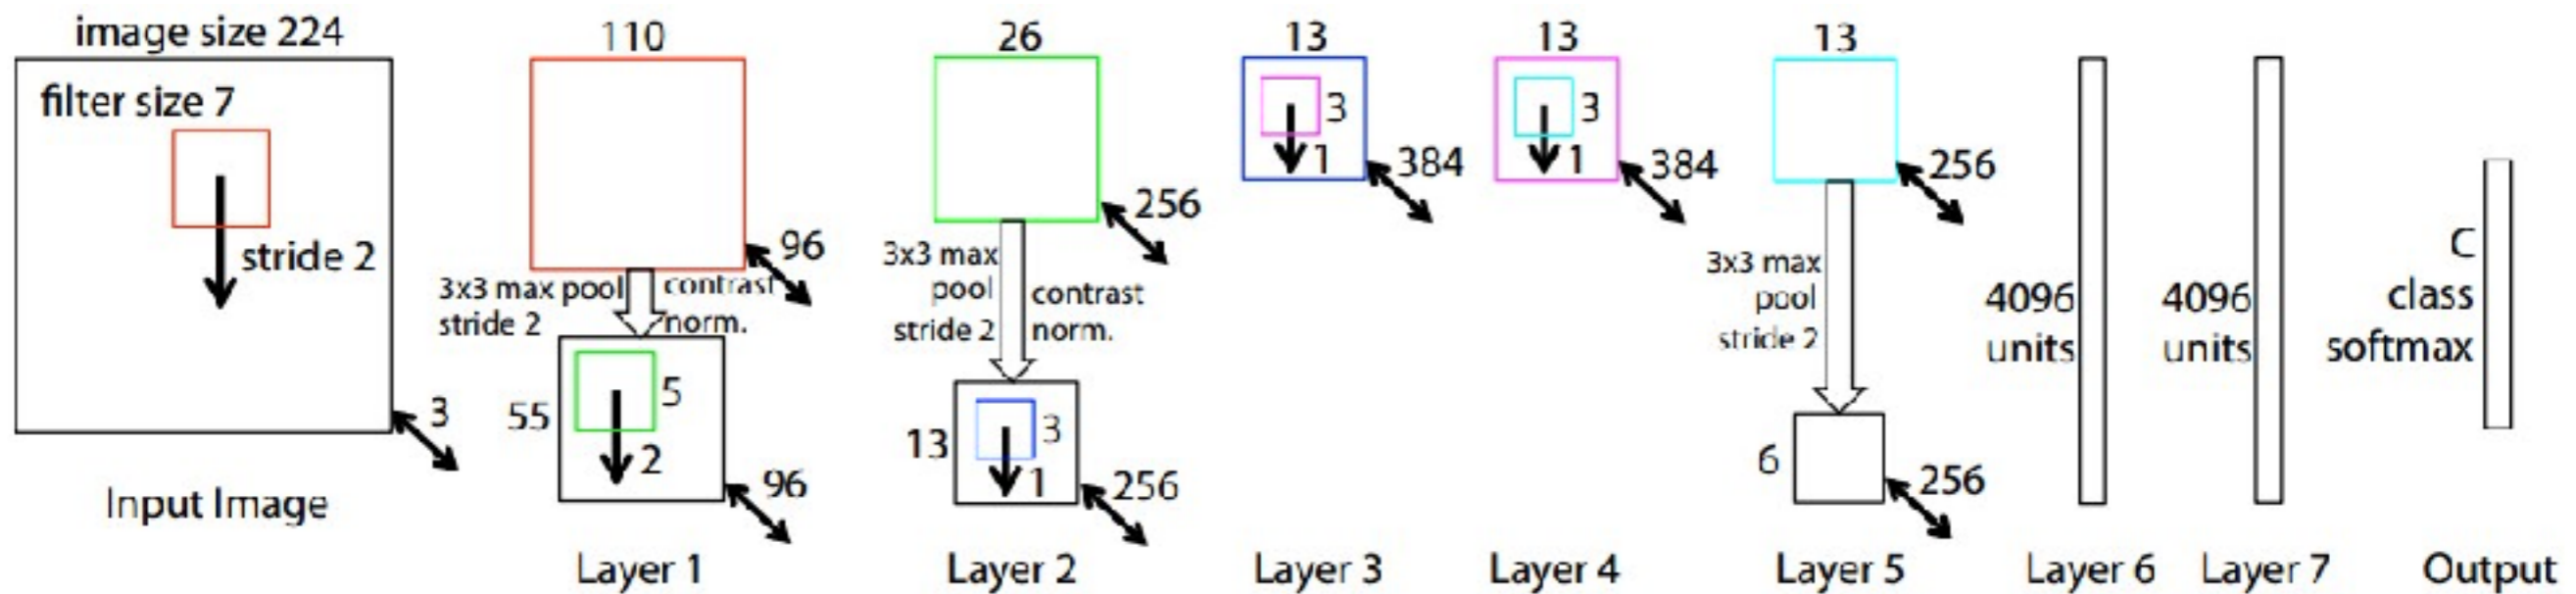 image size 224
filter size 7
stride 2
3
Input Image
110
96
3x3 max pool
stride 2
contrast
norm.
55
5
2
96
Layer 1
26
256
3x3 max
pool
stride 2
contrast
norm.
13
3
1
256
Layer 2
13
3
1
384
Layer 3
13
3
1
384
Layer 4
13
256
3x3 max
pool
stride 2
6
256
Layer 5
4096
units
Layer 6
4096
units
Layer 7
C
class
softmax
Output